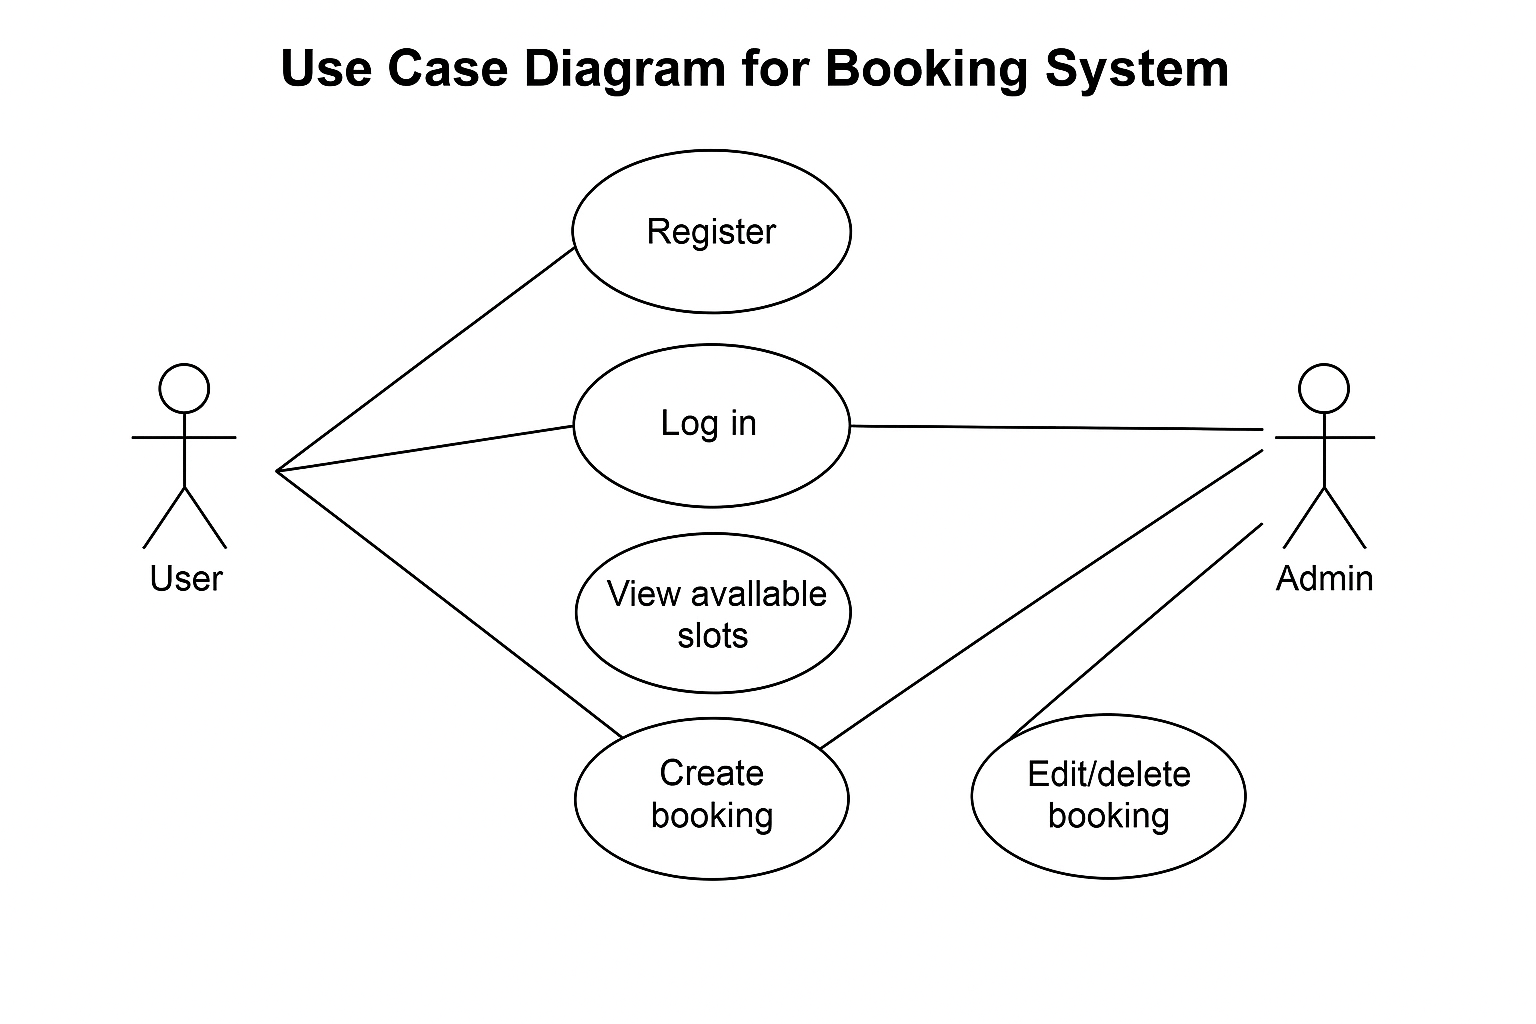 Use Case Diagram for Booking System
Register
Log in
View avallable
slots
Create
booking
Edit/delete
booking
User
Admin